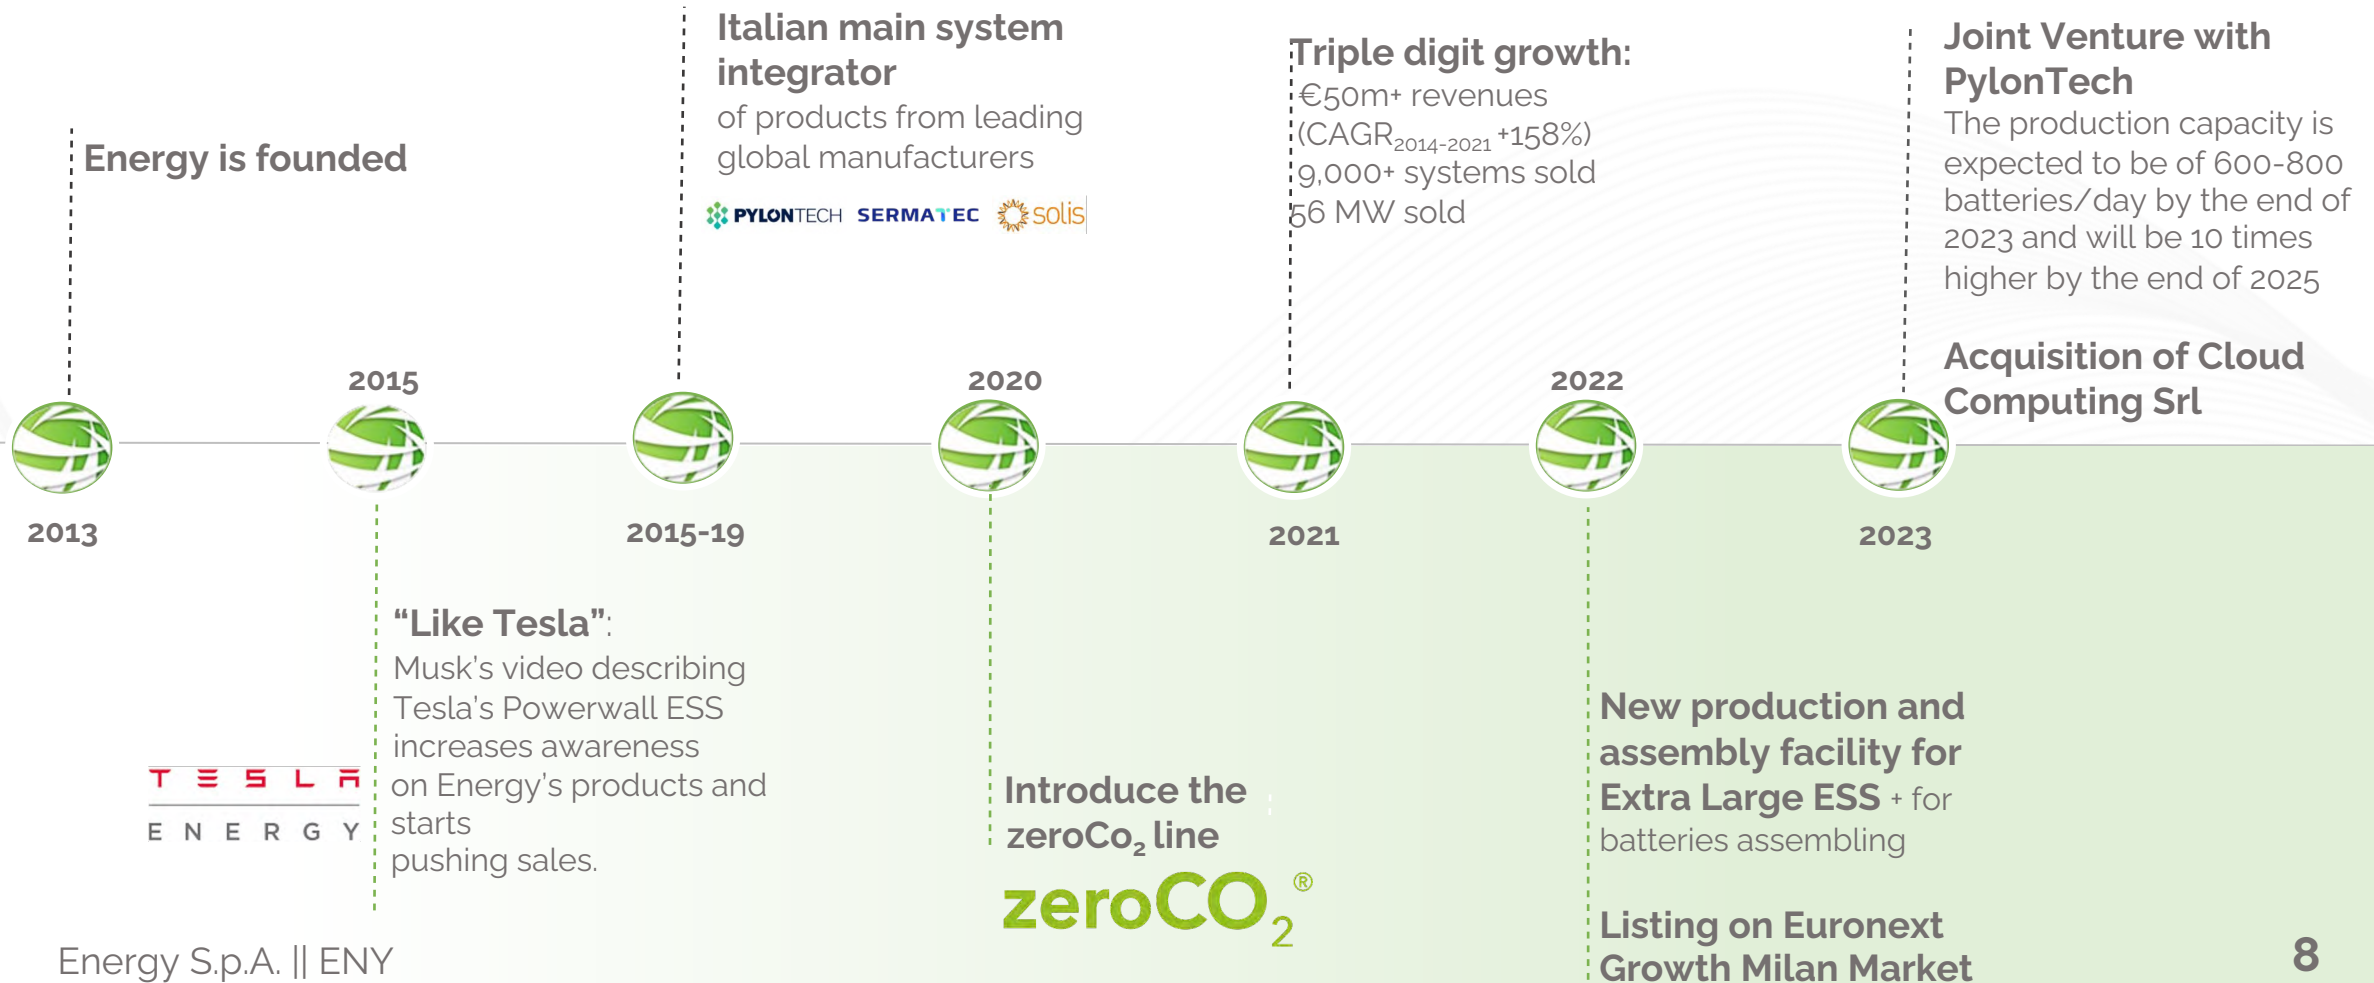 Energy is founded
2013
2015
“Like Tesla”:
Musk’s video describing
Tesla’s Powerwall ESS
increases awareness
on Energy’s products and
starts
pushing sales.
TESLA
ENERGY
Italian main system
integrator
of products from leading
global manufacturers
PYLONTECH SERMATEC solis
2015-19
2020
Introduce the
zeroCo₂ line
zeroCO₂®
Triple digit growth:
€50m+ revenues
(CAGR₂₀₁₄₋₂₀₂₁ +158%)
9,000+ systems sold
56 MW sold
2021
2022
New production and
assembly facility for
Extra Large ESS + for
batteries assembling
Listing on Euronext
Growth Milan Market
Joint Venture with
PylonTech
The production capacity is
expected to be of 600-800
batteries/day by the end of
2023 and will be 10 times
higher by the end of 2025
Acquisition of Cloud
Computing Srl
2023
Energy S.p.A. || ENY
8